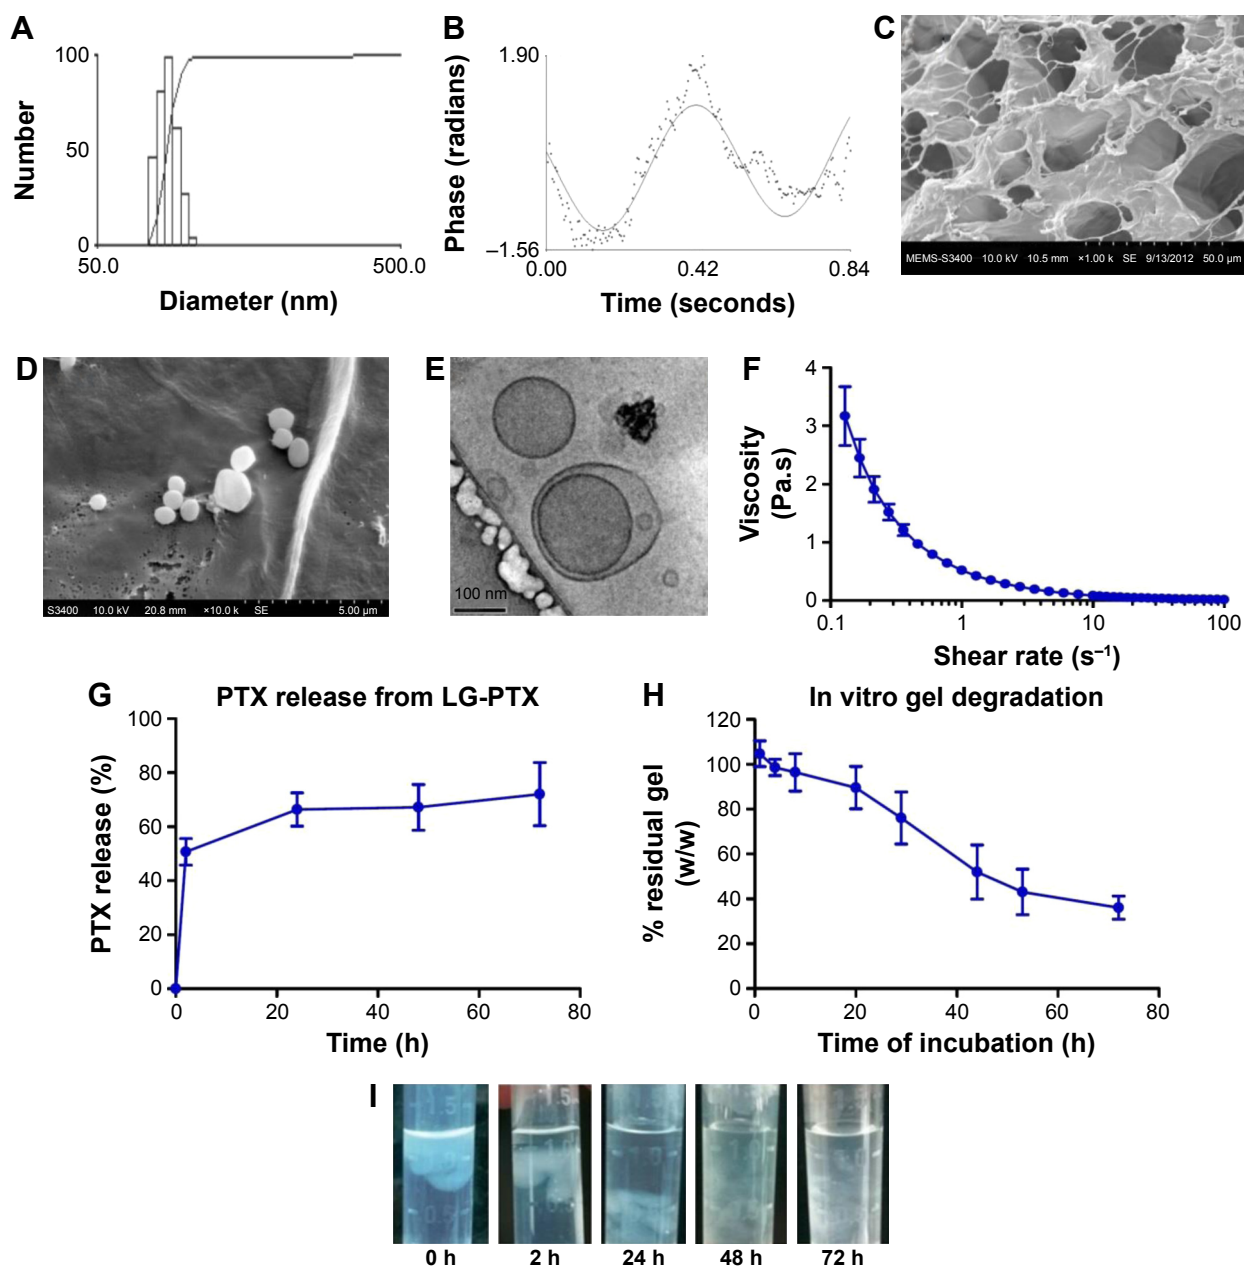 A
Number
100
50
0
50.0
500.0
Diameter (nm)
B
Phase (radians)
1.90
–1.56
0.00
0.42
0.84
Time (seconds)
C
MEMS-S3400 10.0 kV 10.5 mm ×1.00 k SE 9/13/2012 50.0 µm
D
S3400 10.0 kV 20.8 mm ×10.0 k SE 5.00 µm
E
100 nm
F
Viscosity
(Pa.s)
4
3
2
1
0
0.1
1
10
100
Shear rate (s⁻¹)
G
PTX release from LG-PTX
PTX release (%)
100
80
60
40
20
0
0
20
40
60
80
Time (h)
H
In vitro gel degradation
% residual gel
(w/w)
120
100
80
60
40
20
0
0
20
40
60
80
Time of incubation (h)
I
0 h
2 h
24 h
48 h
72 h